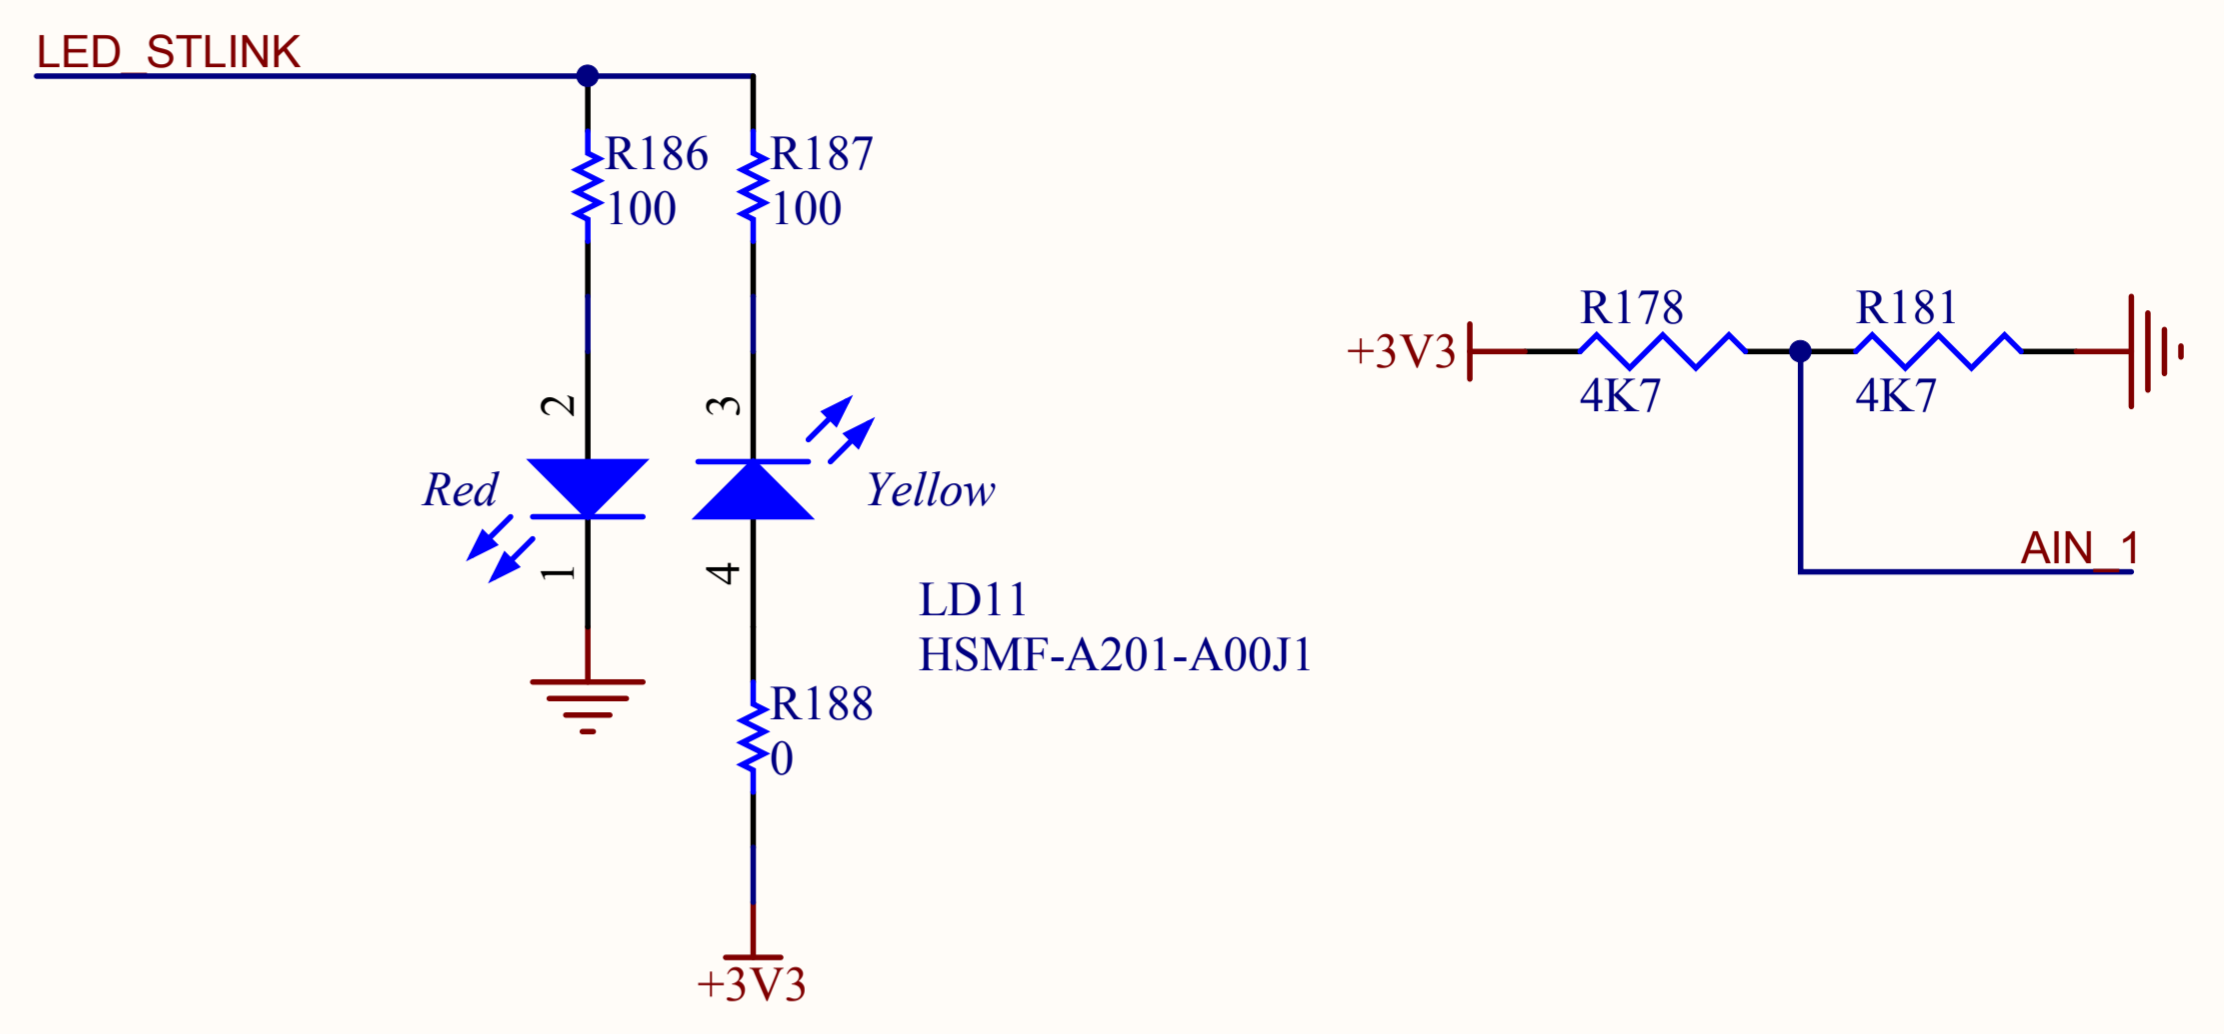 LED_STLINK
R186
100
R187
100
2
3
Red
Yellow
1
4
LD11
HSMF-A201-A00J1
R188
0
+3V3
+3V3
R178
4K7
R181
4K7
AIN_1